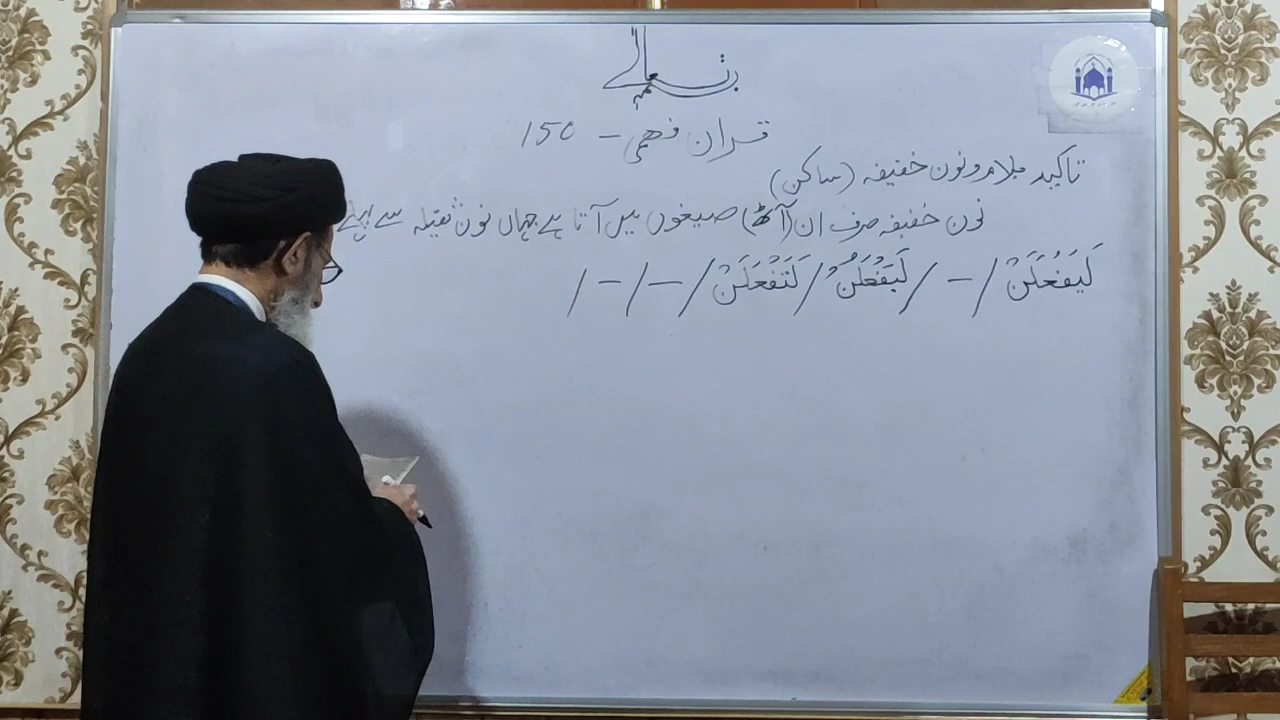 بسمہ تعالی
قرآن فہمی - 150
تاکید بلام و نون خفیفہ (ساکن)
نون خفیفہ صرف ان (آٹھ) صیغوں میں آتا ہے جہاں نون ثقیلہ سے پہلے
لَيَفْعَلَنْ / - / لَيَفْعَلُنْ / لَتَفْعَلَنْ / - / - /